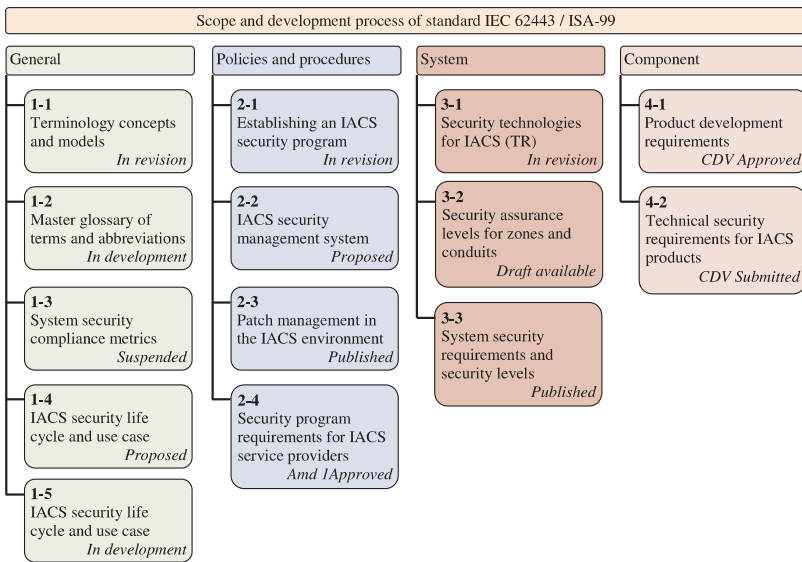 Scope and development process of standard IEC 62443 / ISA-99
General
1-1
Terminology concepts
and models
In revision
1-2
Master glossary of
terms and abbreviations
In development
1-3
System security
compliance metrics
Suspended
1-4
IACS security life
cycle and use case
Proposed
1-5
IACS security life
cycle and use case
In development
Policies and procedures
2-1
Establishing an IACS
security program
In revision
2-2
IACS security
management system
Proposed
2-3
Patch management in
the IACS environment
Published
2-4
Security program
requirements for IACS
service providers
Amd 1Approved
System
3-1
Security technologies
for IACS (TR)
In revision
3-2
Security assurance
levels for zones and
conduits
Draft available
3-3
System security
requirements and
security levels
Published
Component
4-1
Product development
requirements
CDV Approved
4-2
Technical security
requirements for IACS
products
CDV Submitted